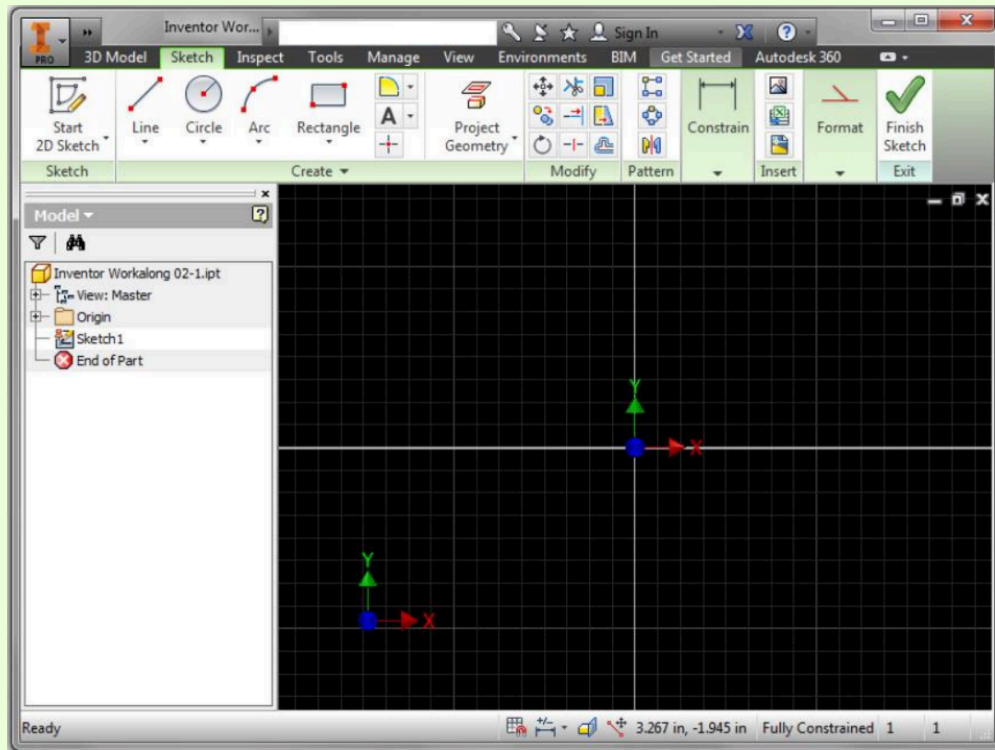 Inventor Wor...
Sign In
PRO
3D Model Sketch Inspect Tools Manage View Environments BIM Get Started Autodesk 360
Start
2D Sketch
Line Circle Arc Rectangle
A
Project
Geometry
Constrain
Format
Finish
Sketch
Sketch Create Modify Pattern Insert Exit
Model
Inventor Workalong 02-1.ipt
View: Master
Origin
Sketch1
End of Part
Y
X
Y
X
Ready 3.267 in, -1.945 in Fully Constrained 1 1